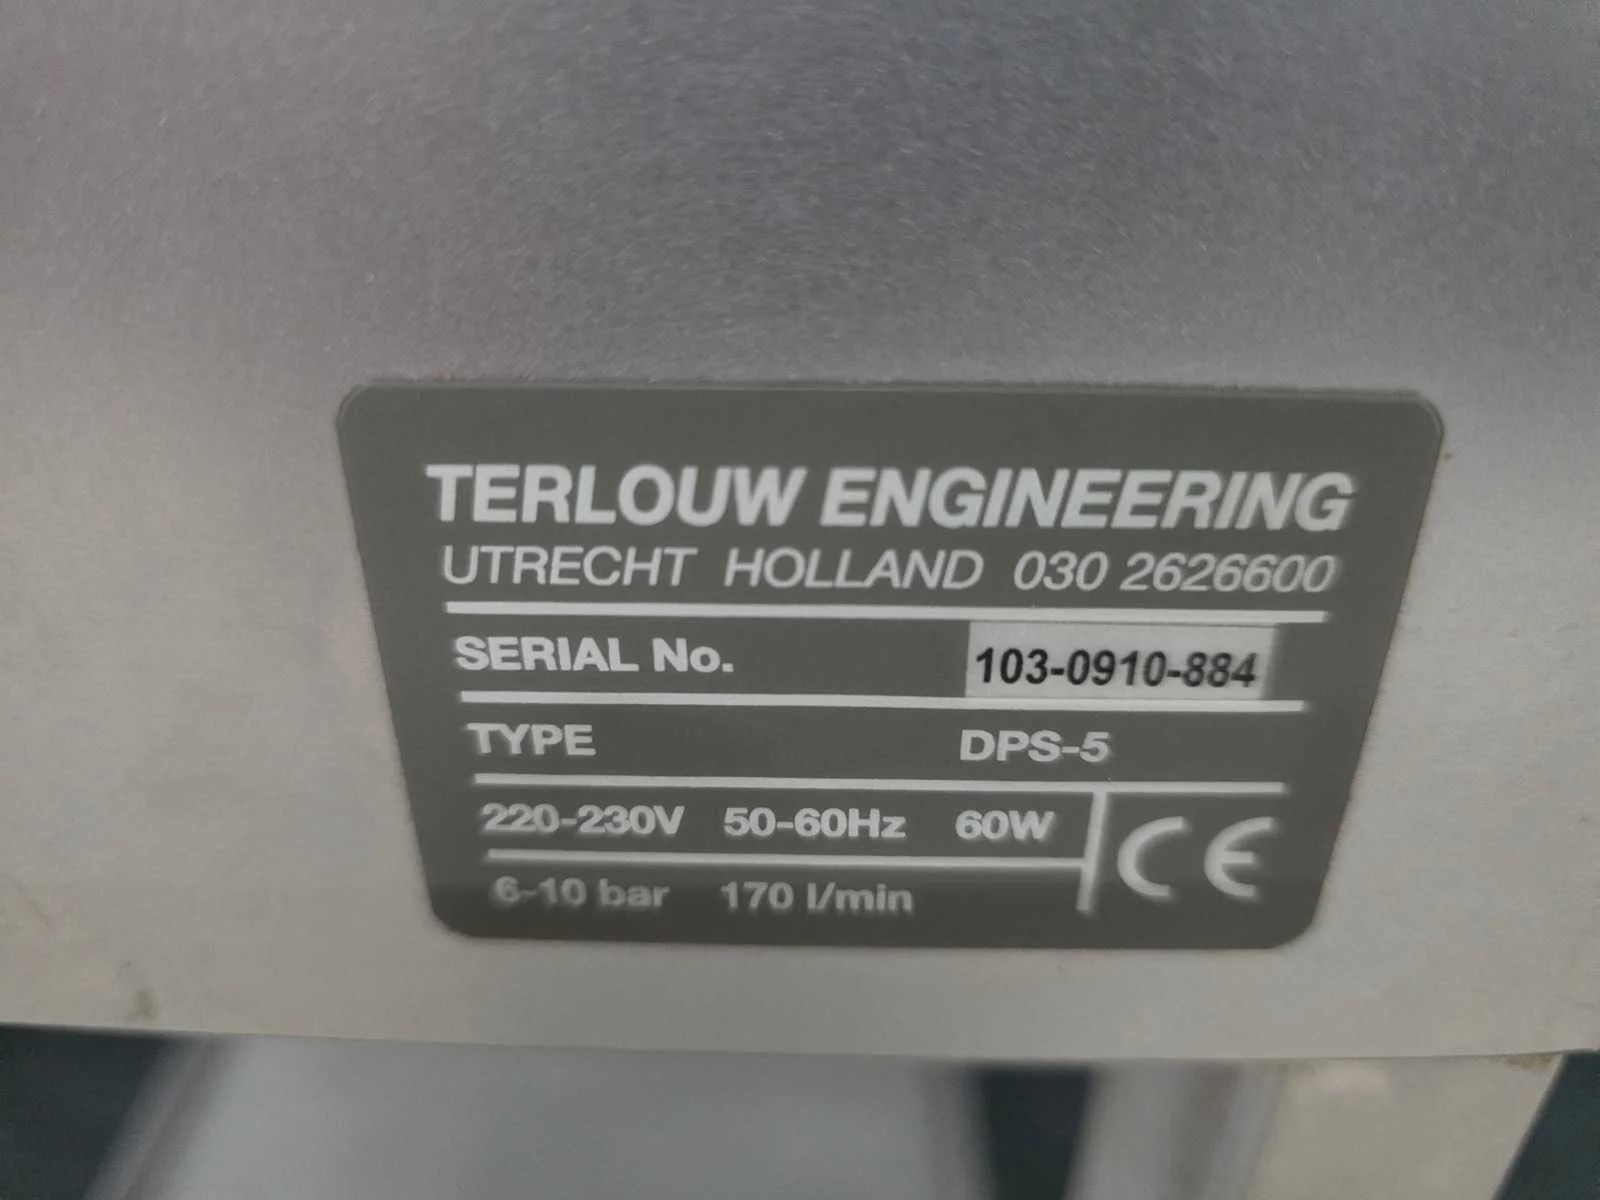 TERLOUW ENGINEERING
UTRECHT HOLLAND 030 2626600
SERIAL No. 103-0910-884
TYPE DPS-5
220-230V 50-60Hz 60W
CE
6-10 bar 170 l/min